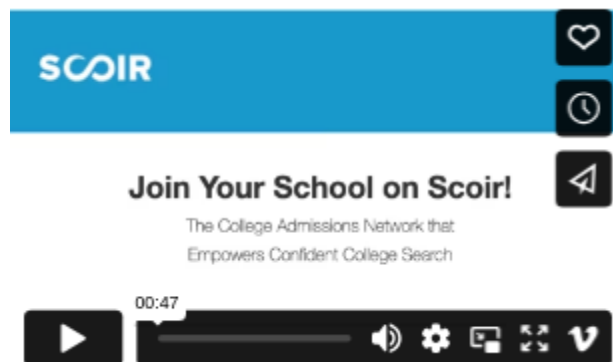 SCOIR
Join Your School on Scoir!
The College Admissions Network that
Empowers Confident College Search
00:47